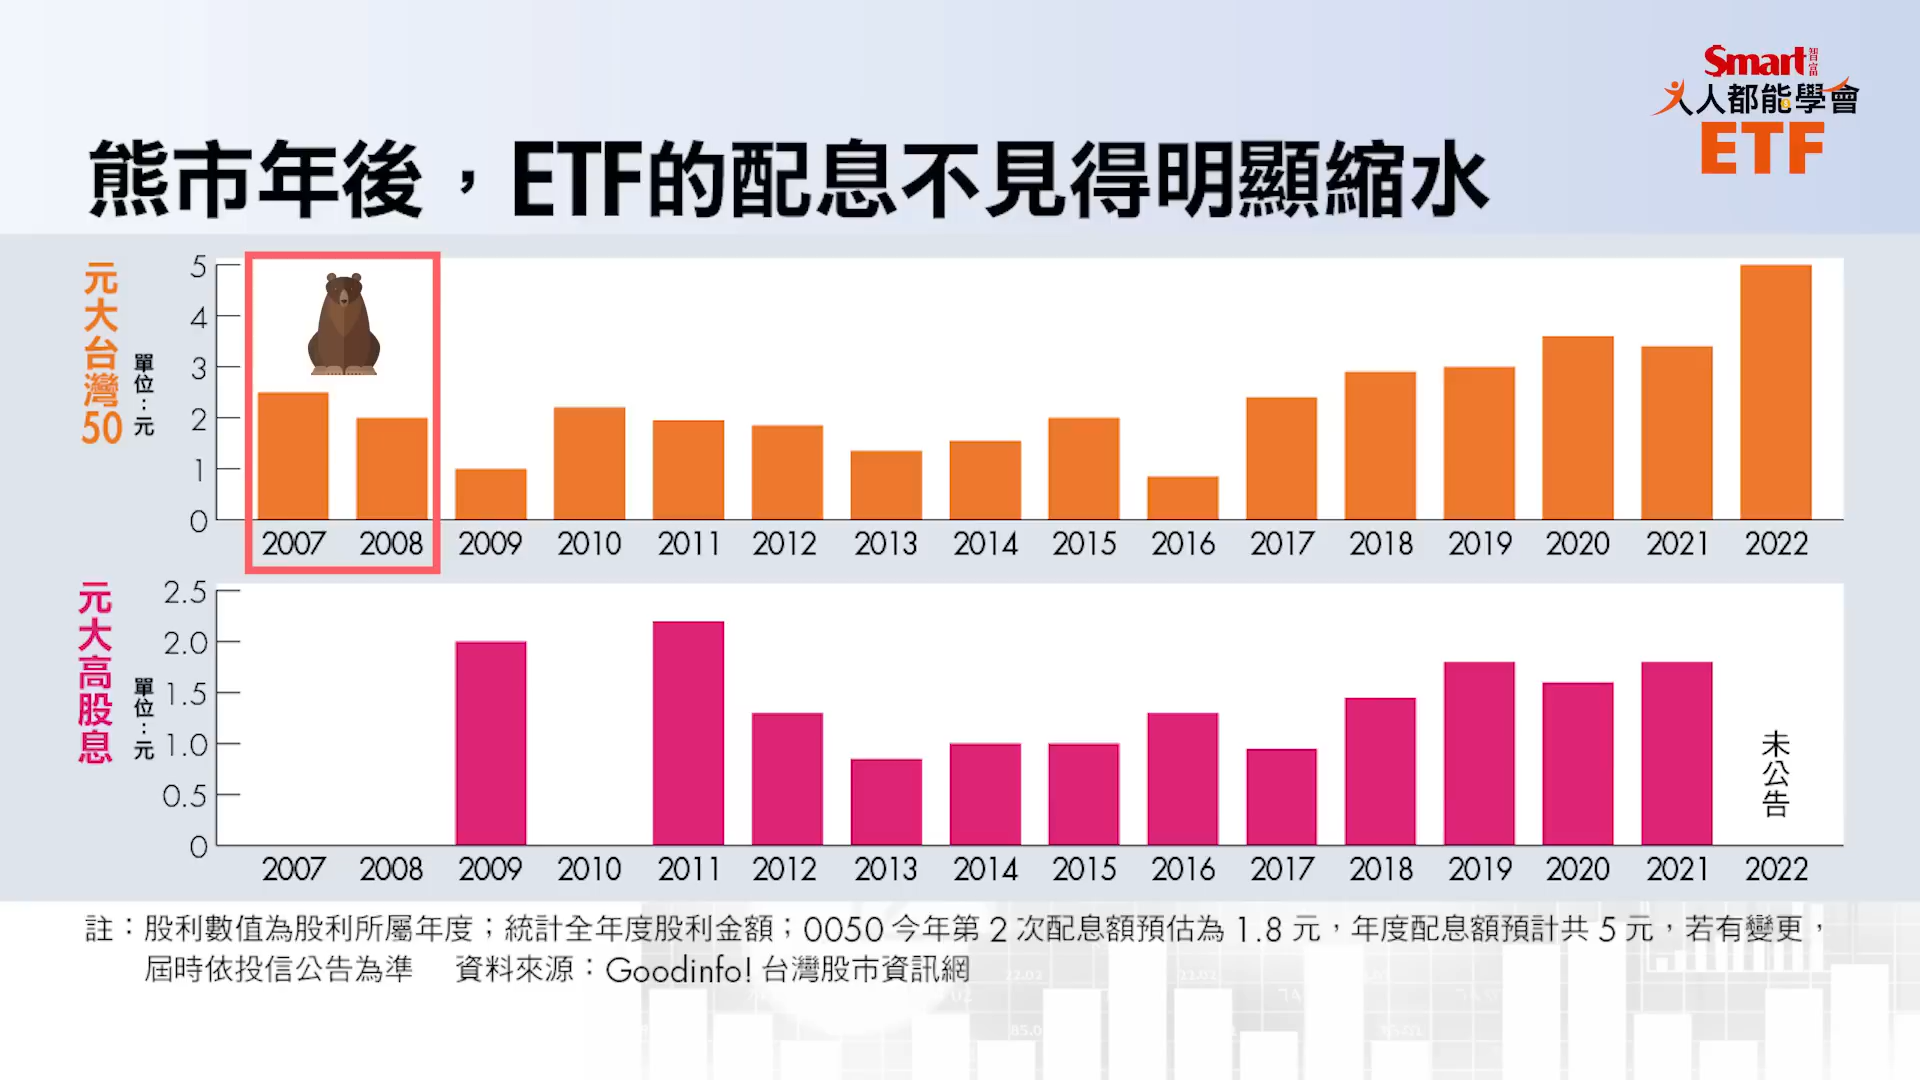 Smart智富
人人都能學會
ETF
熊市年後，ETF的配息不見得明顯縮水
元大台灣50
單位：元
5
4
3
2
1
0
2007 2008 2009 2010 2011 2012 2013 2014 2015 2016 2017 2018 2019 2020 2021 2022
元大高股息
單位：元
2.5
2.0
1.5
1.0
0.5
0
未公告
2007 2008 2009 2010 2011 2012 2013 2014 2015 2016 2017 2018 2019 2020 2021 2022
註：股利數值為股利所屬年度；統計全年度股利金額；0050今年第2次配息額預估為1.8元，年度配息額預計共5元，若有變更，
屆時依投信公告為準 資料來源：Goodinfo!台灣股市資訊網